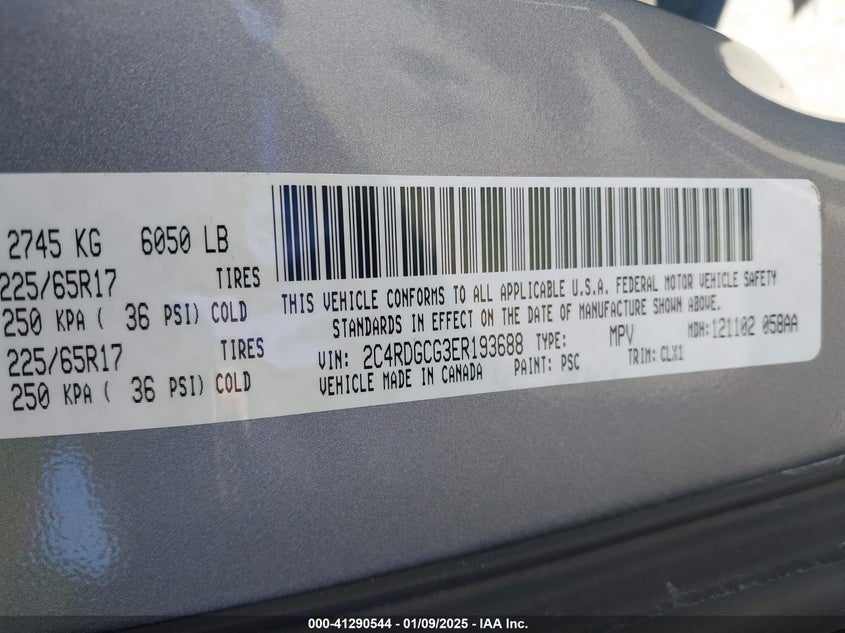 2745 KG 6050 LB
225/65R17 TIRES
250 KPA ( 36 PSI) COLD
225/65R17 TIRES
250 KPA ( 36 PSI) COLD
THIS VEHICLE CONFORMS TO ALL APPLICABLE U.S.A. FEDERAL MOTOR VEHICLE SAFETY
STANDARDS IN EFFECT ON THE DATE OF MANUFACTURE SHOWN ABOVE.
VIN: 2C4RDGCG3ER193688 TYPE: MPV MDH: 121102 058AA
VEHICLE MADE IN CANADA PAINT: PSC TRIM: CLX1
000-41290544 - 01/09/2025 - IAA Inc.